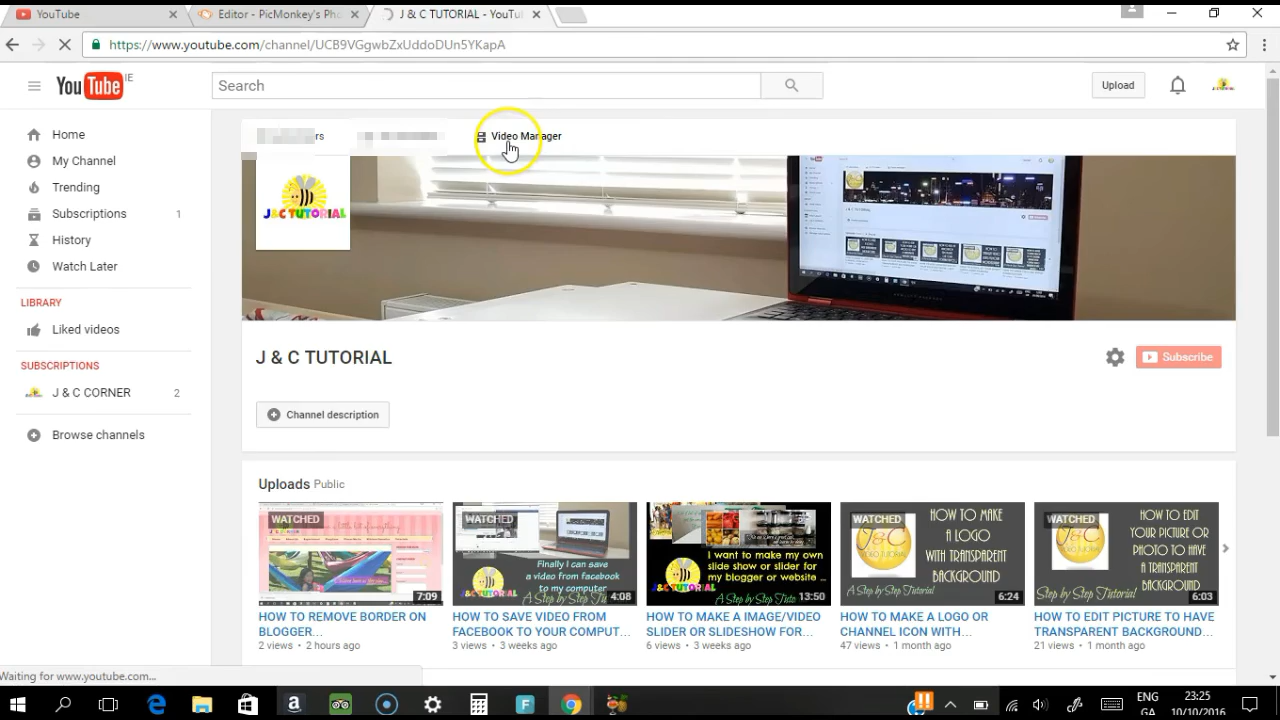 YouTube
Editor - PicMonkey's Pho
J & C TUTORIAL - YouTu
https://www.youtube.com/channel/UCB9VGgwbZxUddoDUn5YKapA
YouTube IE
Search
Upload
Home
My Channel
Trending
Subscriptions 1
History
Watch Later
LIBRARY
Liked videos
SUBSCRIPTIONS
J & C CORNER 2
Browse channels
rs
Video Manager
J&C TUTORIAL
J & C TUTORIAL
Subscribe
Channel description
Uploads Public
WATCHED
7:09
HOW TO REMOVE BORDER ON
BLOGGER...
2 views • 2 hours ago
WATCHED
Finally I can save
a video from facebook
to my computer
A Step by Step Tuto
4:08
HOW TO SAVE VIDEO FROM
FACEBOOK TO YOUR COMPUT...
3 views • 3 weeks ago
I want to make my own
slide show or slider for
my blogger or website ...
J&C TUTORIAL
A Step by Step Tuto
13:50
HOW TO MAKE A IMAGE/VIDEO
SLIDER OR SLIDESHOW FOR...
6 views • 3 weeks ago
WATCHED
J&C
HOW TO MAKE
A LOGO
WITH TRANSPARENT
BACKGROUND
A Step by Step Tutorial
6:24
HOW TO MAKE A LOGO OR
CHANNEL ICON WITH...
47 views • 1 month ago
WATCHED
J&C
HOW TO EDIT
YOUR PICTURE OR
PHOTO TO HAVE
A TRANSPARENT
BACKGROUND
A Step by Step Tutorial
6:03
HOW TO EDIT PICTURE TO HAVE
TRANSPARENT BACKGROUND...
21 views • 1 month ago
Waiting for www.youtube.com...
ENG
GA
23:25
10/10/2016